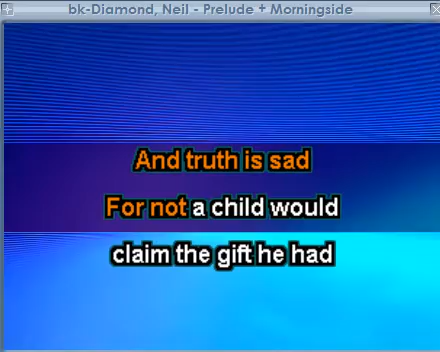 bk-Diamond, Neil - Prelude + Morningside
And truth is sad
For not a child would
claim the gift he had